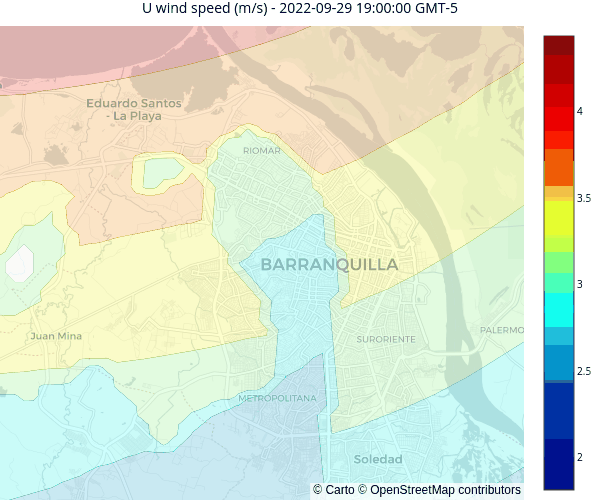 U wind speed (m/s) - 2022-09-29 19:00:00 GMT-5
Eduardo Santos
- La Playa
RIOMAR
BARRANQUILLA
Juan Mina
SURORIENTE
PALERMO
METROPOLITANA
Soledad
4
3.5
3
2.5
2
© Carto © OpenStreetMap contributors